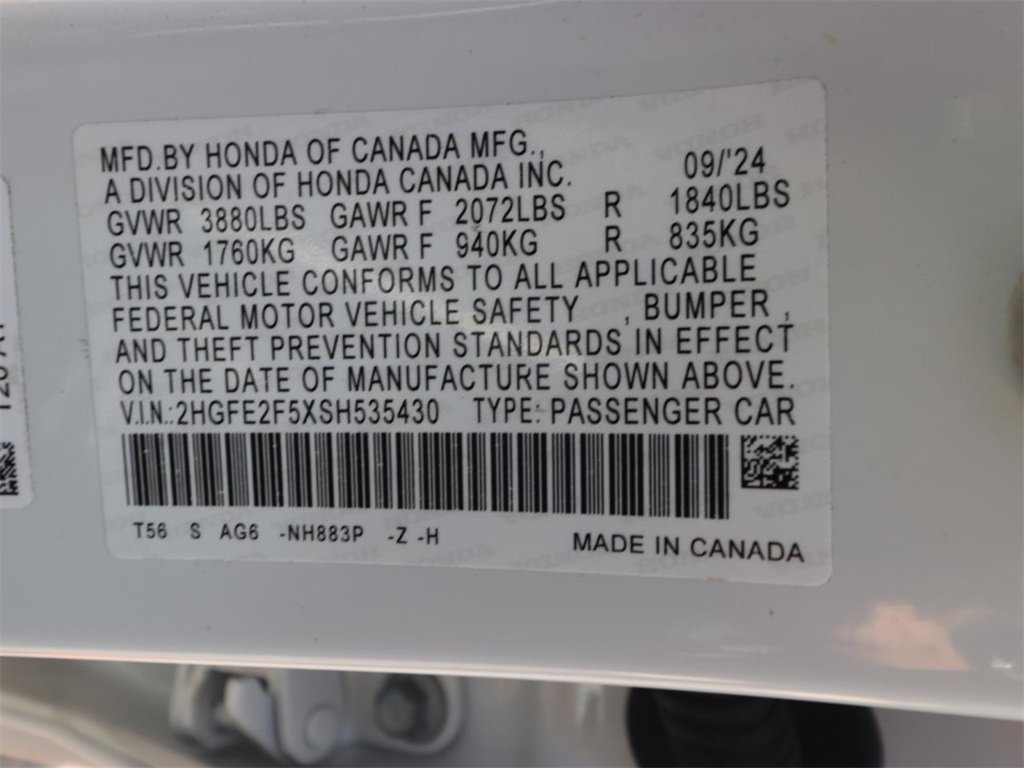 MFD.BY HONDA OF CANADA MFG.,
A DIVISION OF HONDA CANADA INC. 09/'24
GVWR 3880LBS GAWR F 2072LBS R 1840LBS
GVWR 1760KG GAWR F 940KG R 835KG
THIS VEHICLE CONFORMS TO ALL APPLICABLE
FEDERAL MOTOR VEHICLE SAFETY , BUMPER ,
AND THEFT PREVENTION STANDARDS IN EFFECT
ON THE DATE OF MANUFACTURE SHOWN ABOVE.
V.I.N.:2HGFE2F5XSH535430 TYPE: PASSENGER CAR
T56 S AG6 -NH883P -Z -H
MADE IN CANADA